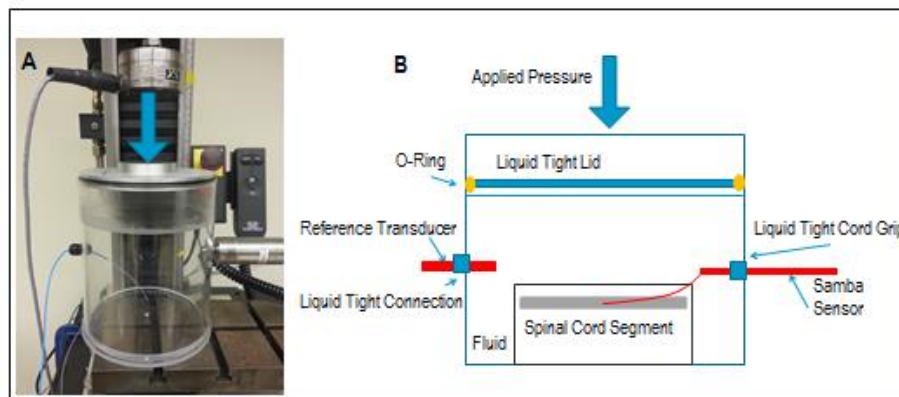 A
B
Applied Pressure
O-Ring
Liquid Tight Lid
Reference Transducer
Liquid Tight Cord Grip
Liquid Tight Connection
Samba
Sensor
Spinal Cord Segment
Fluid